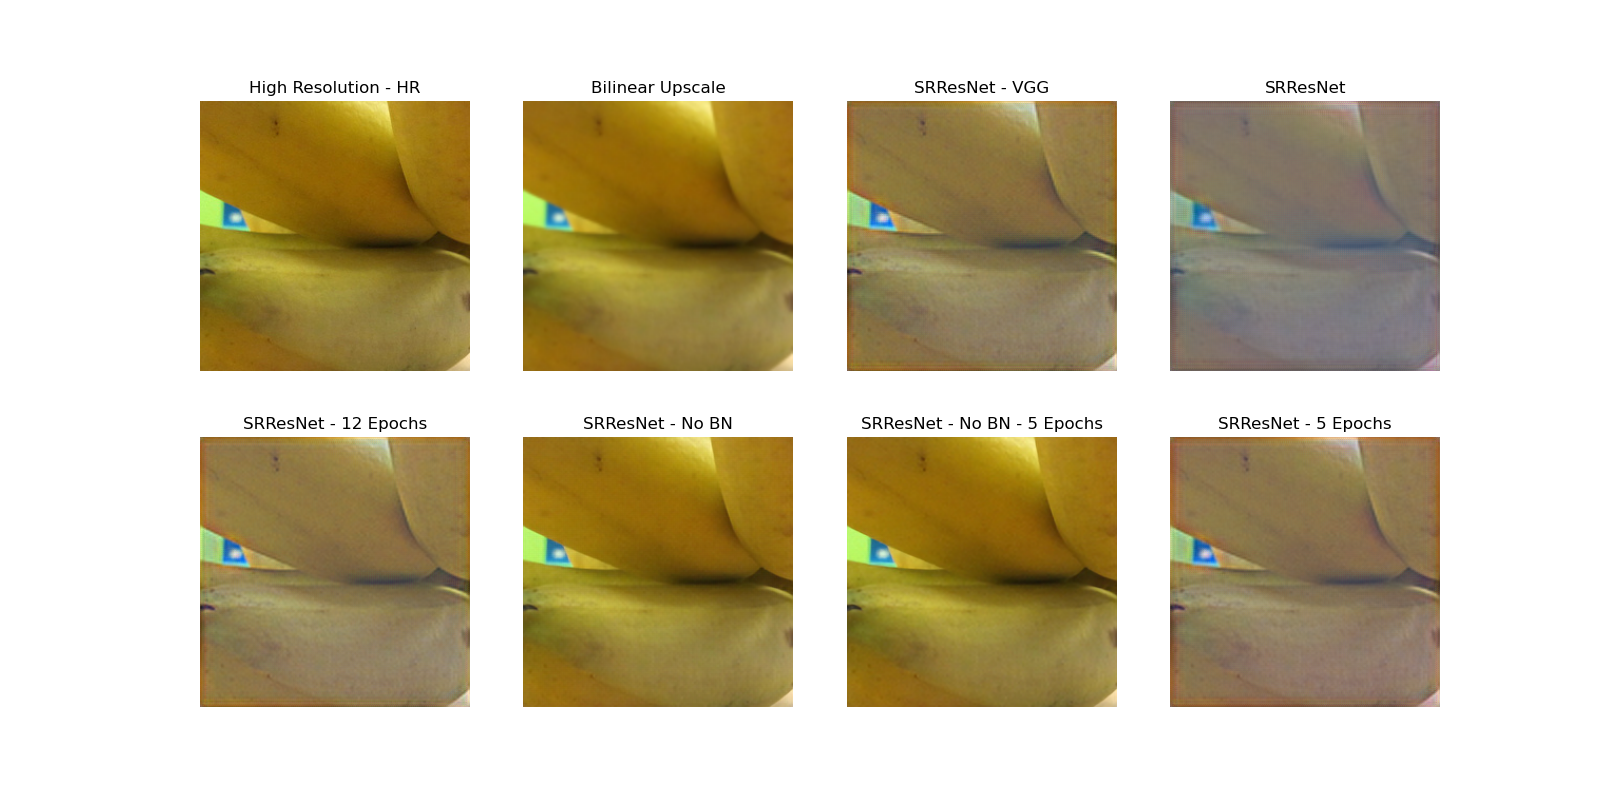 High Resolution - HR
Bilinear Upscale
SRResNet - VGG
SRResNet
SRResNet - 12 Epochs
SRResNet - No BN
SRResNet - No BN - 5 Epochs
SRResNet - 5 Epochs